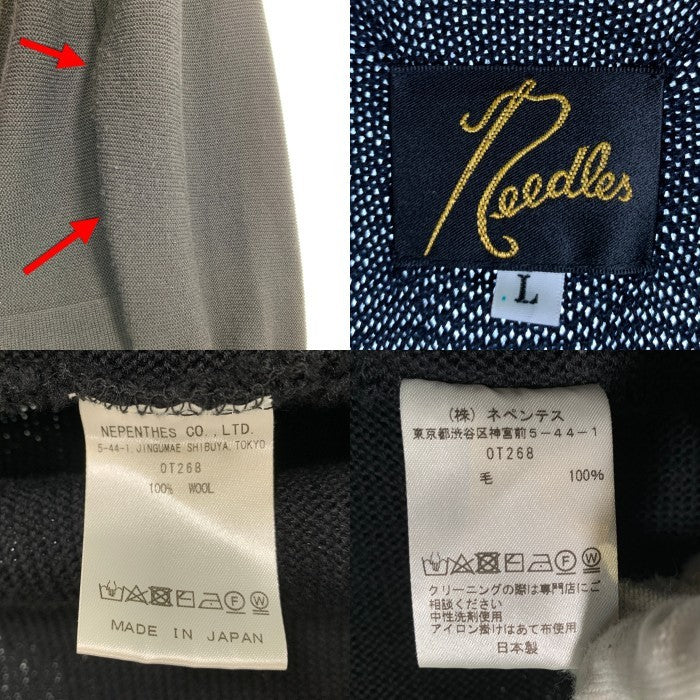 Needles
L
NEPENTHES CO., LTD.
5-44-1, JINGUMAE SHIBUYA, TOKYO
OT268
100% WOOL
F W
MADE IN JAPAN
(株) ネペンテス
東京都渋谷区神宮前5-44-1
OT268
毛 100%
F W
クリーニングの際は専門店にご
相談ください
中性洗剤使用
アイロン掛けはあて布使用
日本製